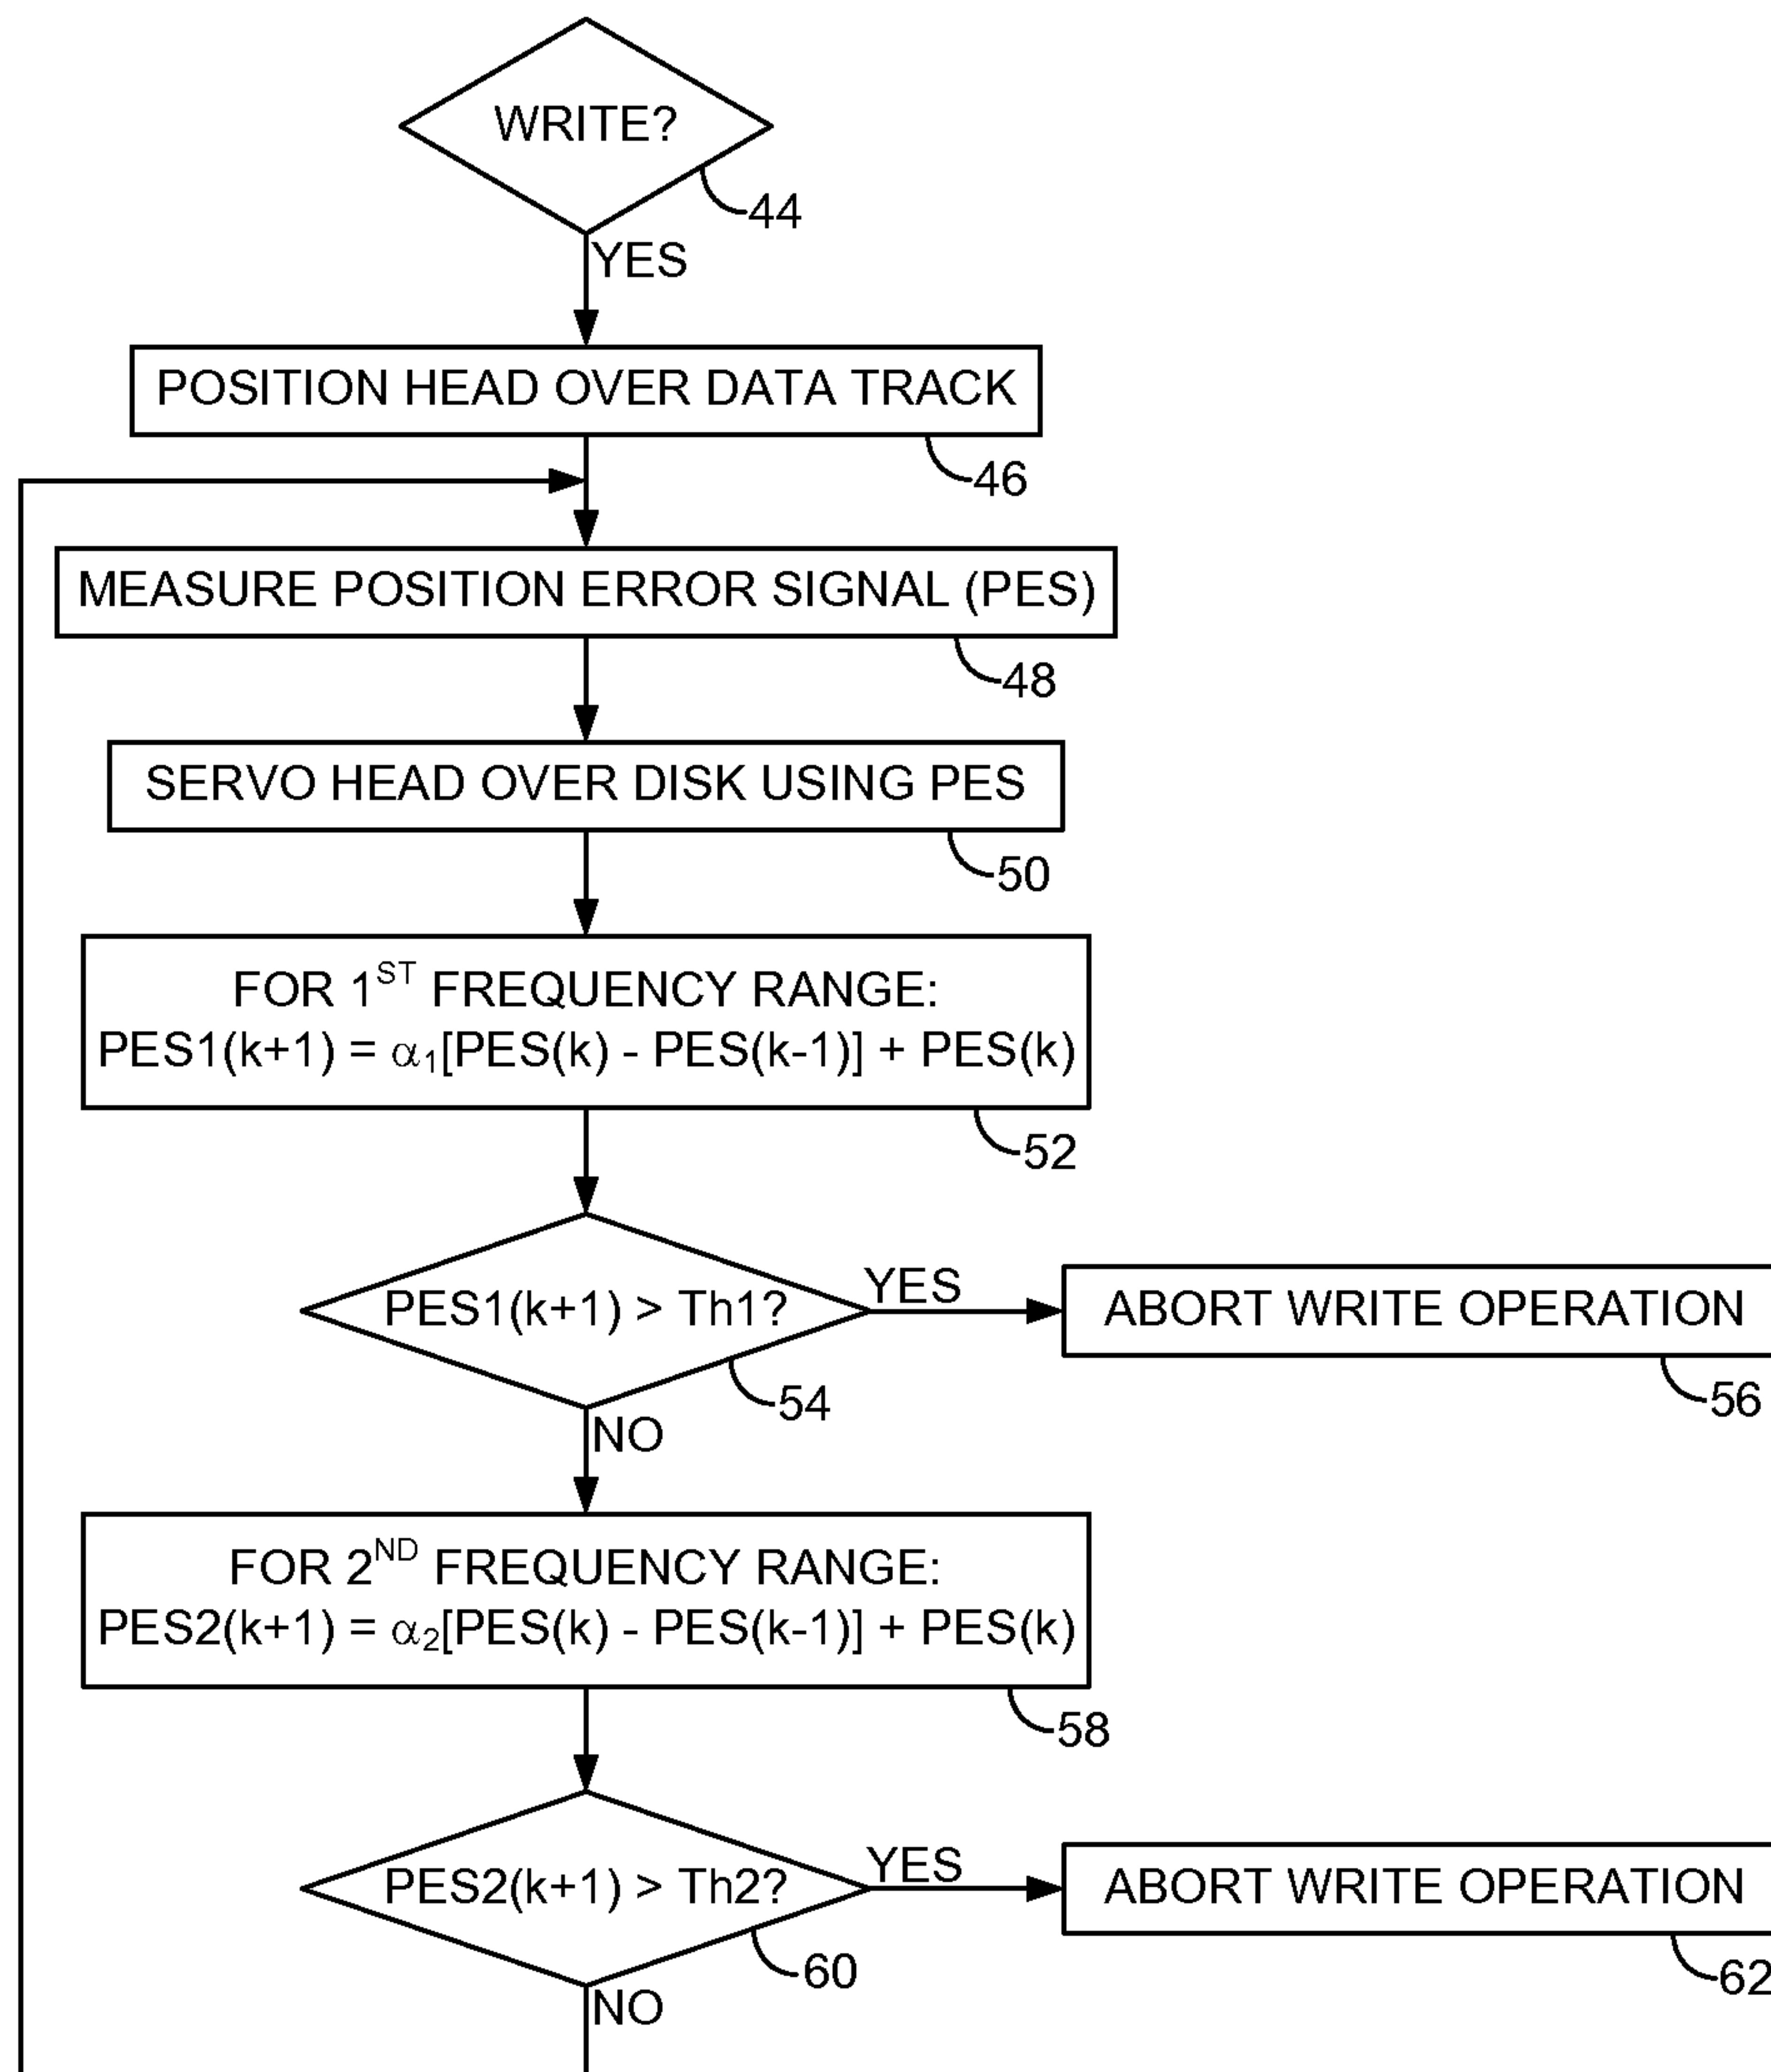 WRITE?
44
YES
POSITION HEAD OVER DATA TRACK
46
MEASURE POSITION ERROR SIGNAL (PES)
48
SERVO HEAD OVER DISK USING PES
50
FOR 1ST FREQUENCY RANGE:
PES1(k+1) = α1[PES(k) - PES(k-1)] + PES(k)
52
PES1(k+1) > Th1?
YES
ABORT WRITE OPERATION
54
56
NO
FOR 2ND FREQUENCY RANGE:
PES2(k+1) = α2[PES(k) - PES(k-1)] + PES(k)
58
PES2(k+1) > Th2?
YES
ABORT WRITE OPERATION
60
62
NO